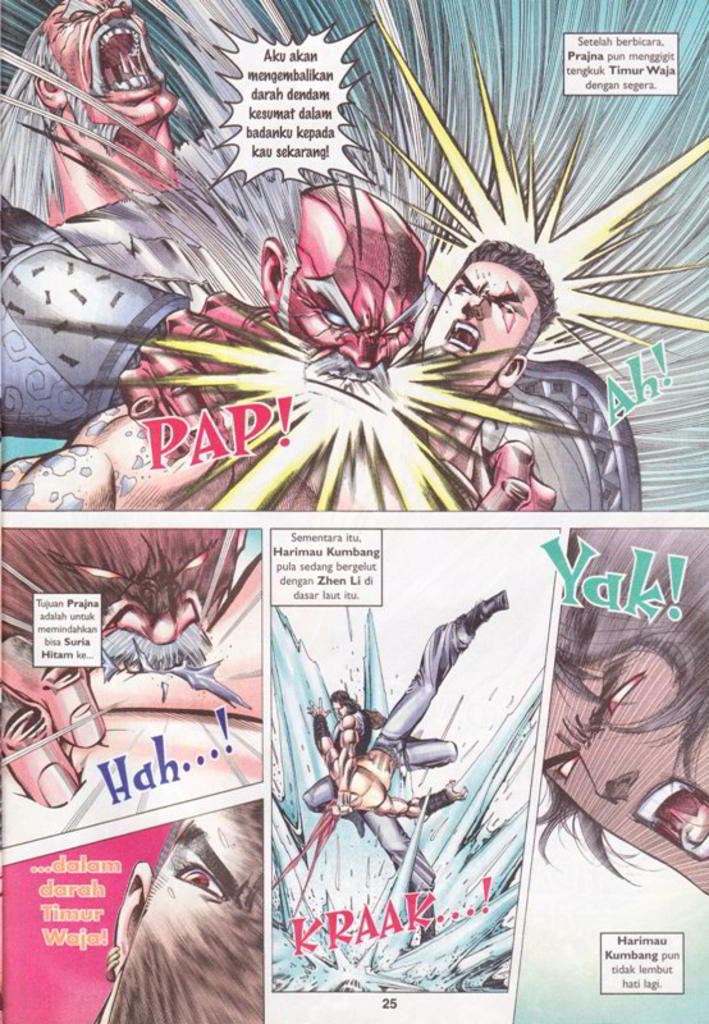 Aku akan
mengembalikan
darah dendam
kesumat dalam
badanku kepada
kau sekarang!
Setelah berbicara,
Prajna pun menggigit
tengkuk Timur Waja
dengan segera.
Ah!
PAP!
Tujuan Prajna
adalah untuk
memindahkan
bisa Suria
Hitam ke...
Hah...!
...dalam
darah
Timur
Waja!
Sementara itu,
Harimau Kumbang
pula sedang bergelut
dengan Zhen Li di
dasar laut itu.
KRAAK...!
Yak!
Harimau
Kumbang pun
tidak lembut
hati lagi.
25